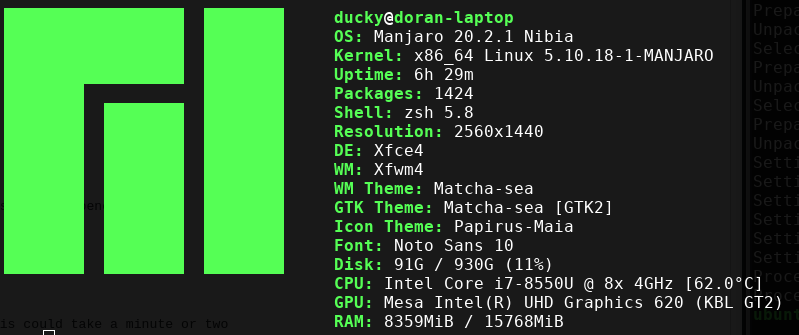 ducky@doran-laptop
OS: Manjaro 20.2.1 Nibia
Kernel: x86_64 Linux 5.10.18-1-MANJARO
Uptime: 6h 29m
Packages: 1424
Shell: zsh 5.8
Resolution: 2560x1440
DE: Xfce4
WM: Xfwm4
WM Theme: Matcha-sea
GTK Theme: Matcha-sea [GTK2]
Icon Theme: Papirus-Maia
Font: Noto Sans 10
Disk: 91G / 930G (11%)
CPU: Intel Core i7-8550U @ 8x 4GHz [62.0°C]
GPU: Mesa Intel(R) UHD Graphics 620 (KBL GT2)
RAM: 8359MiB / 15768MiB
is could take a minute or two
Prepa
Unpac
Selec
Prepa
Unpac
Selec
Prepa
Unpac
Setti
Setti
Setti
Setti
Setti
Setti
ubunt